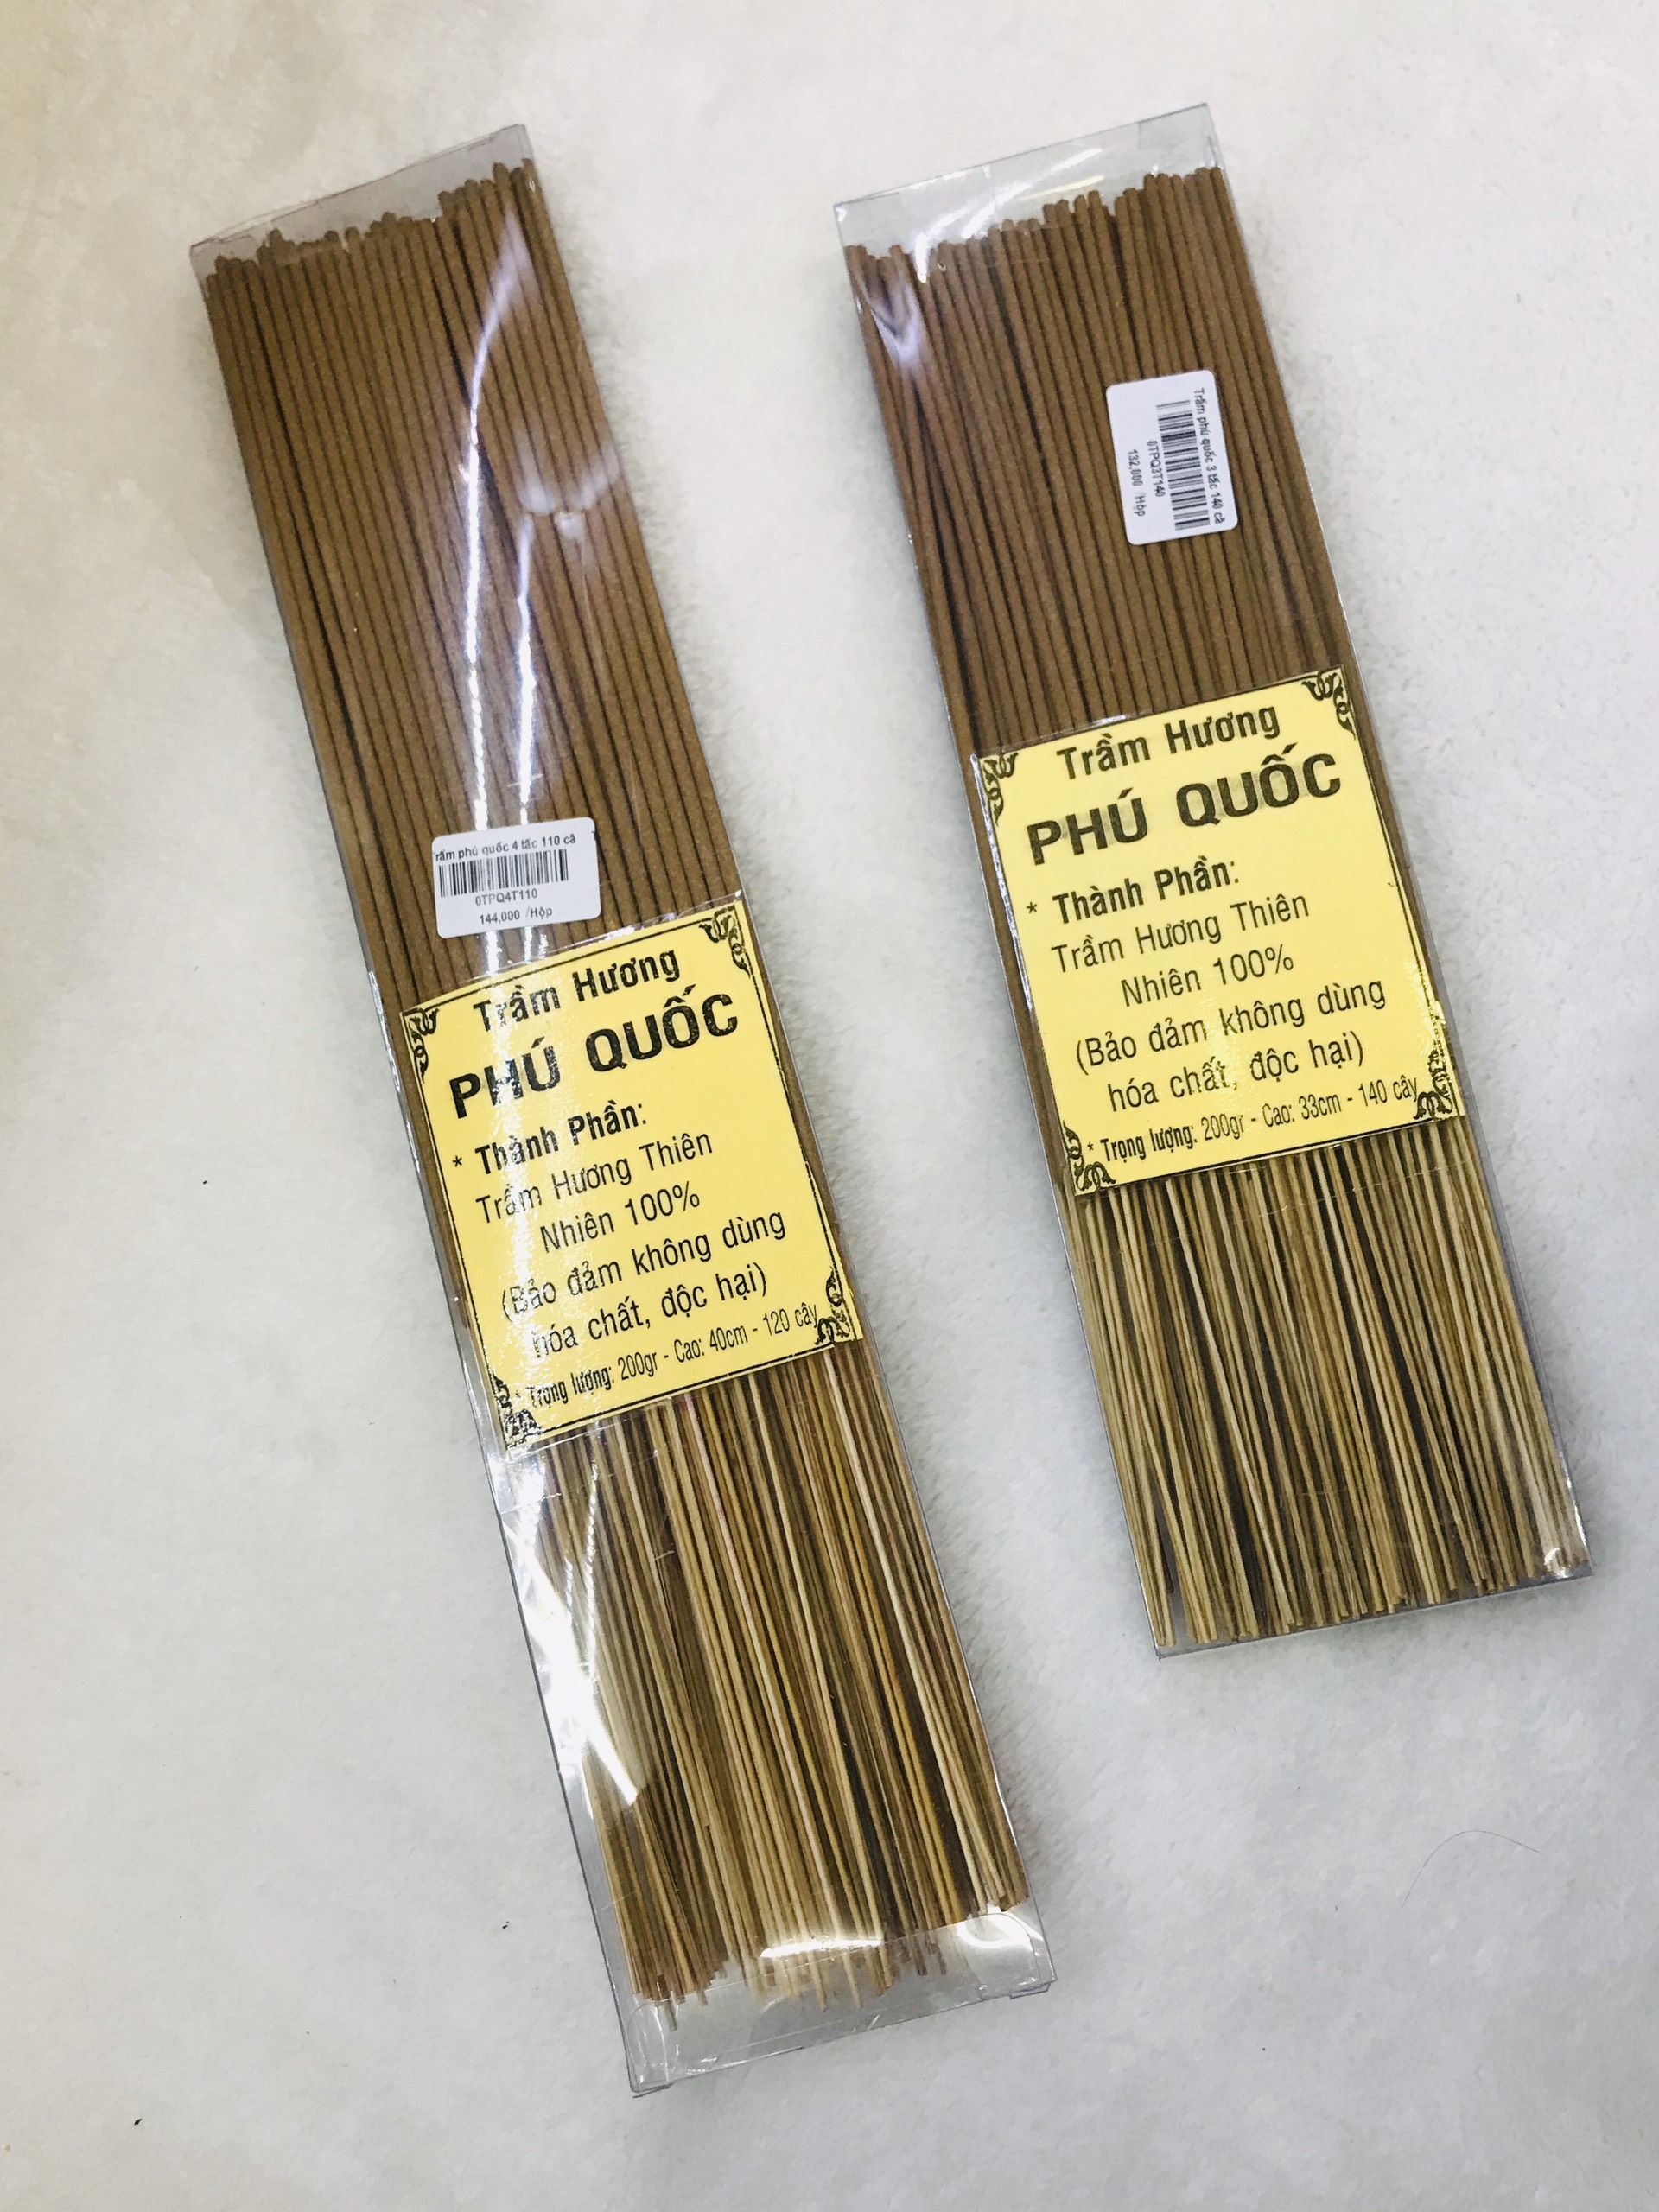 Trầm phú quốc 4 tấc 110 câ
0TPQ4T110
144,000 /Hộp
Trầm Hương
PHÚ QUỐC
* Thành Phần:
Trầm Hương Thiên
Nhiên 100%
(Bảo đảm không dùng
hóa chất, độc hại)
* Trọng lượng: 200gr - Cao: 40cm - 120 cây
Trầm phú quốc 3 tấc 140 câ
0TPQ3T140
132,000 /Hộp
Trầm Hương
PHÚ QUỐC
* Thành Phần:
Trầm Hương Thiên
Nhiên 100%
(Bảo đảm không dùng
hóa chất, độc hại)
* Trọng lượng: 200gr - Cao: 33cm - 140 cây